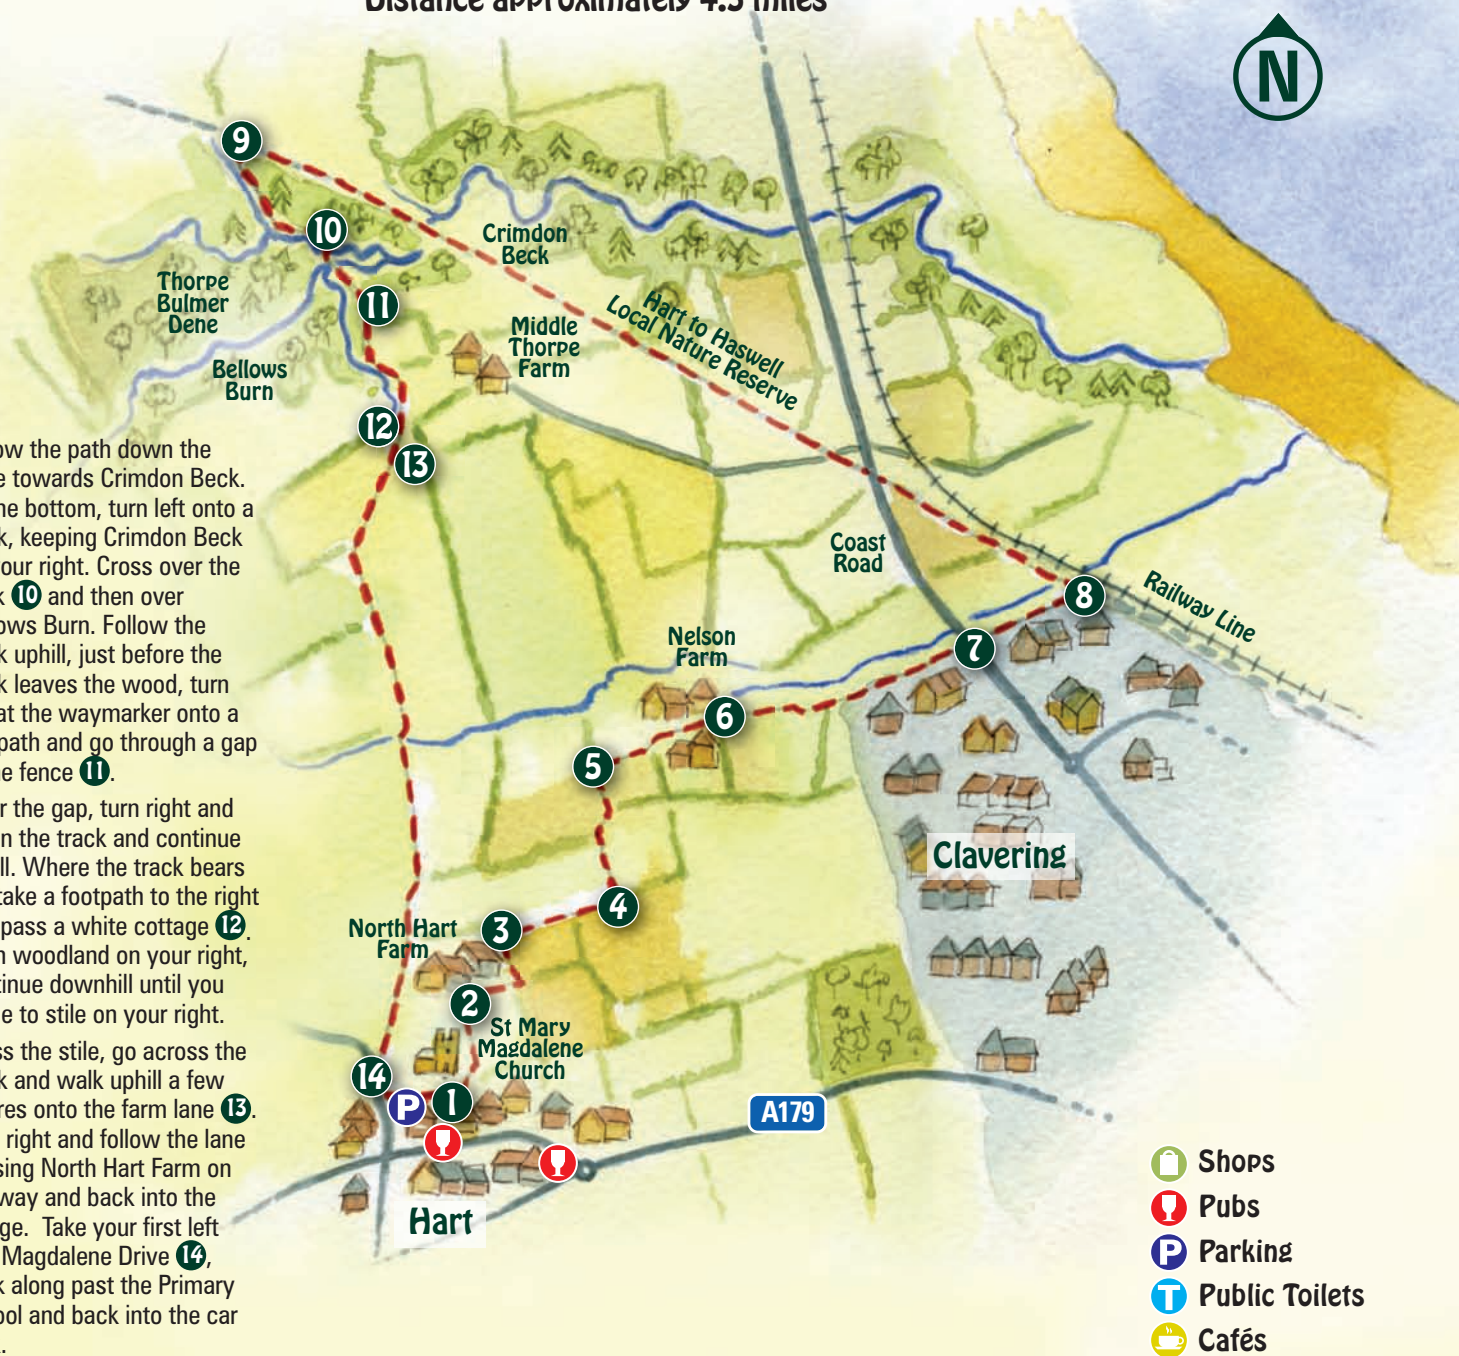 Distance approximately 4.5 miles
N
9
10
Crimdon
Beck
Thorpe
Bulmer
Dene
11
Hart to Haswell
Local Nature Reserve
Middle
Thorpe
Farm
Bellows
Burn
12
13
Coast
Road
8
Railway Line
7
Nelson
Farm
6
5
Clavering
4
3
North Hart
Farm
2
St Mary
Magdalene
Church
14
P
1
A179
Hart
ow the path down the
e towards Crimdon Beck.
he bottom, turn left onto a
k, keeping Crimdon Beck
our right. Cross over the
k 10 and then over
ows Burn. Follow the
k uphill, just before the
k leaves the wood, turn
at the waymarker onto a
path and go through a gap
e fence 11.
r the gap, turn right and
n the track and continue
ll. Where the track bears
take a footpath to the right
pass a white cottage 12.
n woodland on your right,
tinue downhill until you
e to stile on your right.
ss the stile, go across the
k and walk uphill a few
res onto the farm lane 13.
right and follow the lane
sing North Hart Farm on
way and back into the
ge. Take your first left
Magdalene Drive 14,
k along past the Primary
ool and back into the car
Shops
Pubs
P Parking
T Public Toilets
Cafés